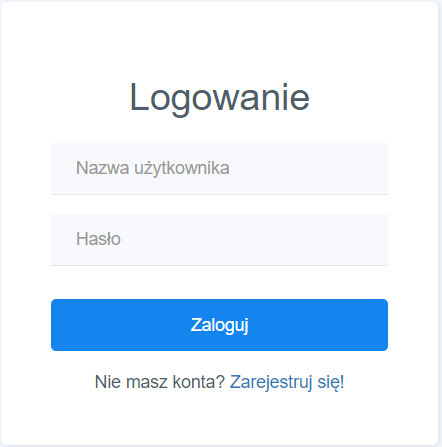 Logowanie
Nazwa użytkownika
Hasło
Zaloguj
Nie masz konta? Zarejestruj się!